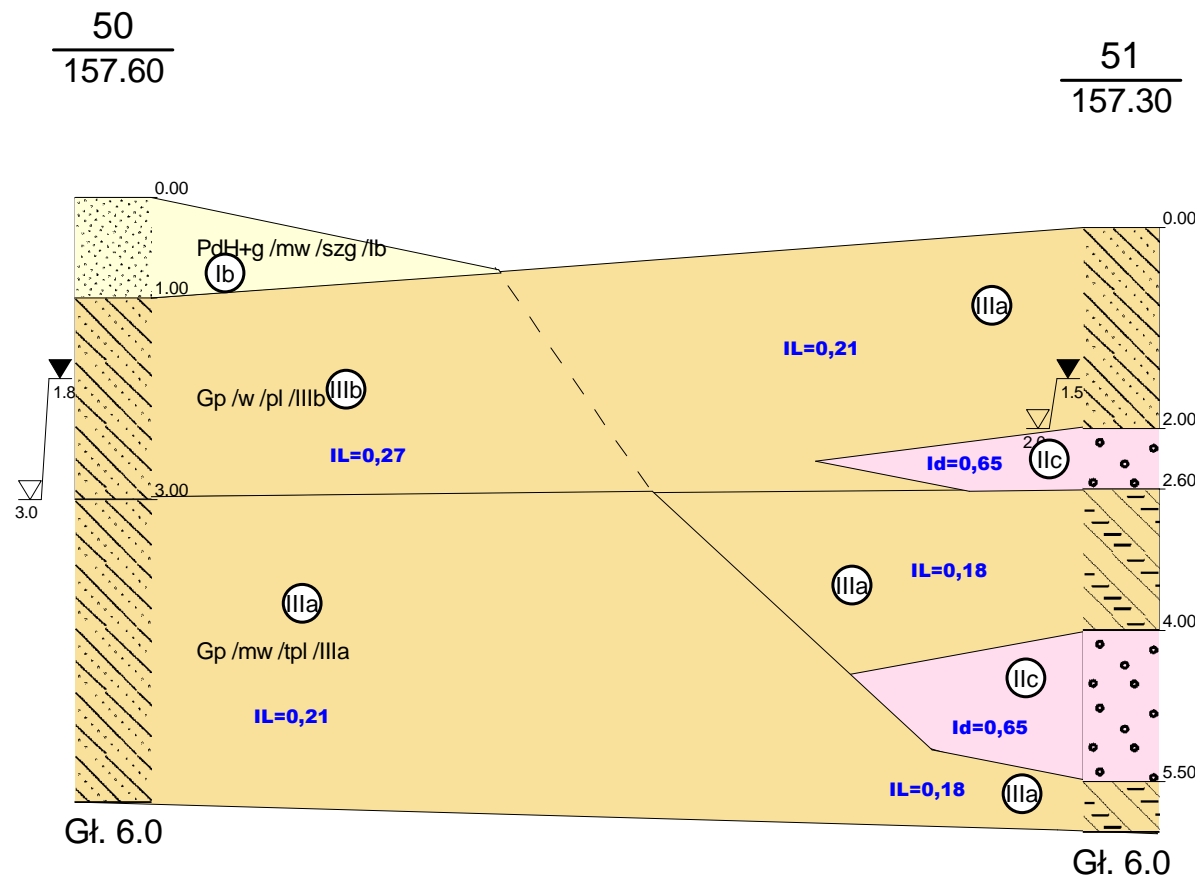 50
157.60
51
157.30
0.00
0.00
PdH+g /mw /szg /Ib
Ib
1.00
IIIa
IL=0,21
1.8
1.5
Gp /w /pl /IIIb
IIIb
2.00
2.0
IL=0,27
Id=0,65
IIc
3.00
2.60
3.0
IL=0,18
IIIa
IIIa
4.00
Gp /mw /tpl /IIIa
IIc
IL=0,21
Id=0,65
5.50
IL=0,18
IIIa
Gł. 6.0
Gł. 6.0